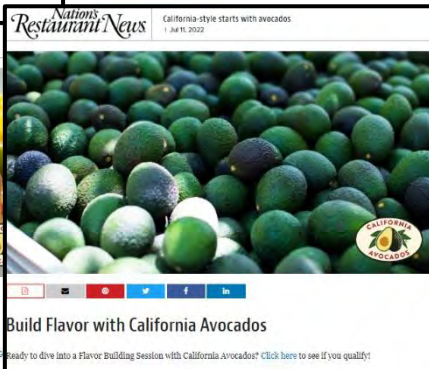 Nation's
Restaurant News
California-style starts with avocados
| Jul 11, 2022
CALIFORNIA
AVOCADOS
in
Build Flavor with California Avocados
Ready to dive into a Flavor Building Session with California Avocados? Click here to see if you qualify!